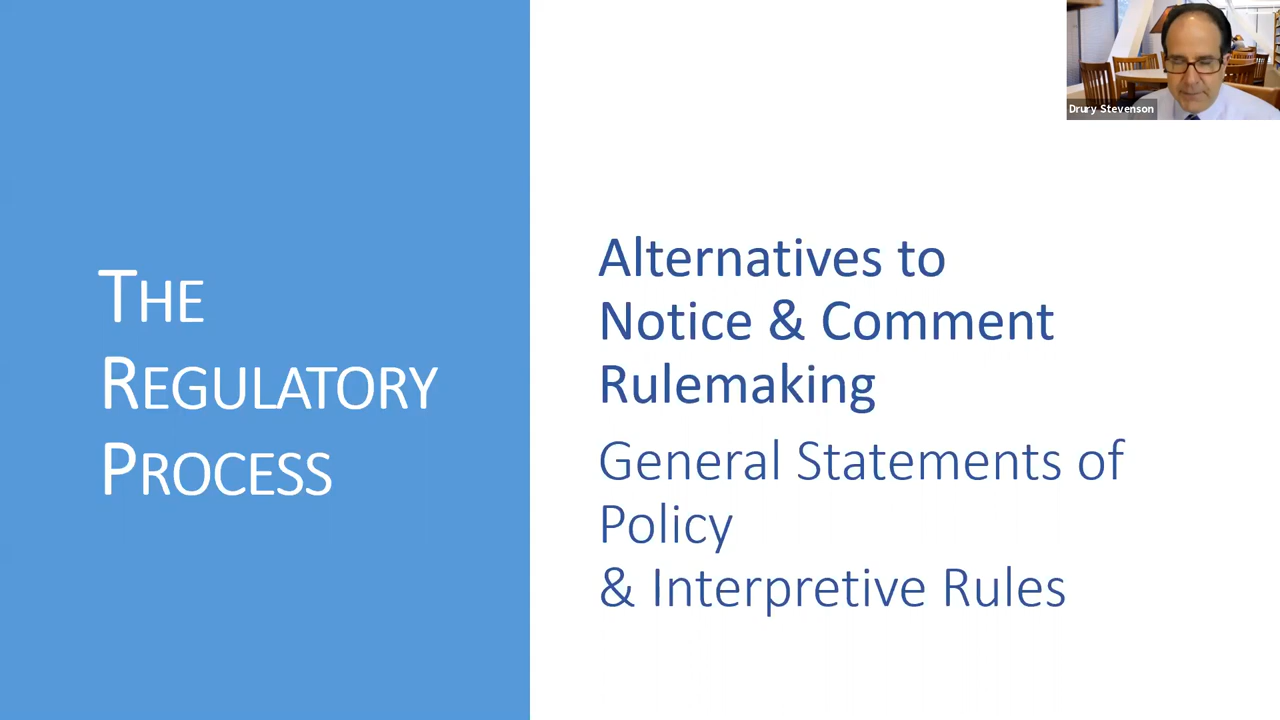 THE
REGULATORY
PROCESS
Alternatives to
Notice & Comment
Rulemaking
General Statements of
Policy
& Interpretive Rules
Drury Stevenson